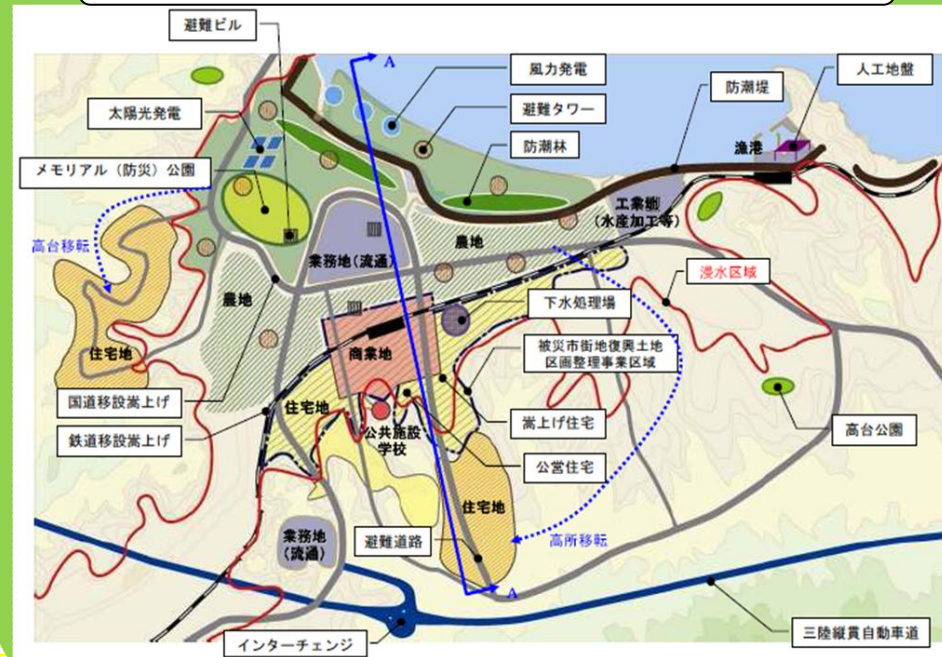 避難ビル
A
風力発電
人工地盤
太陽光発電
避難タワー
防潮堤
防潮林
漁港
メモリアル（防災）公園
工業地
（水産加工等）
農地
高台移転
業務地（流通）
浸水区域
農地
下水処理場
住宅地
商業地
被災市街地復興土地
区画整理事業区域
国道移設嵩上げ
住宅地
嵩上げ住宅
高台公園
鉄道移設嵩上げ
公共施設
学校
公営住宅
住宅地
業務地
（流通）
避難道路
高所移転
A
インターチェンジ
三陸縦貫自動車道